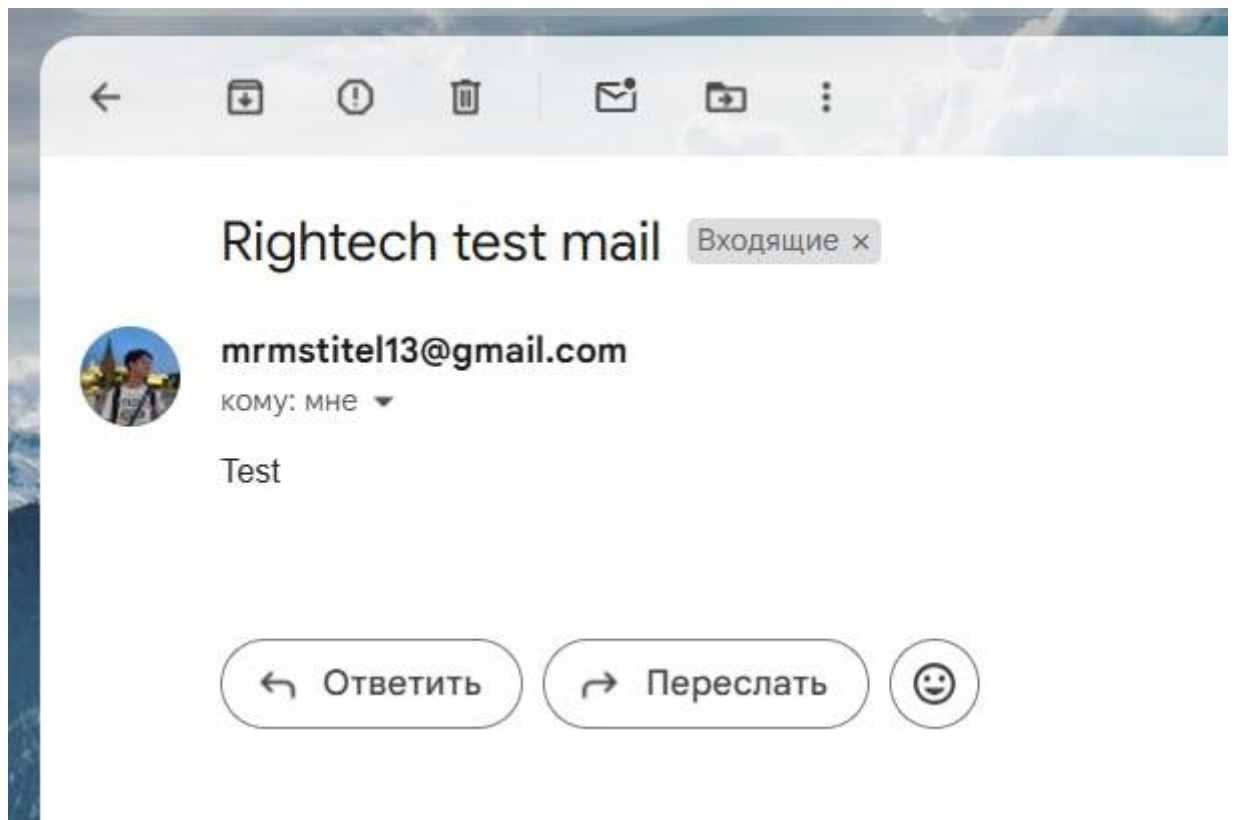 Rightech test mail Входящие ×
mrmstitel13@gmail.com
кому: мне
Test
Ответить Переслать